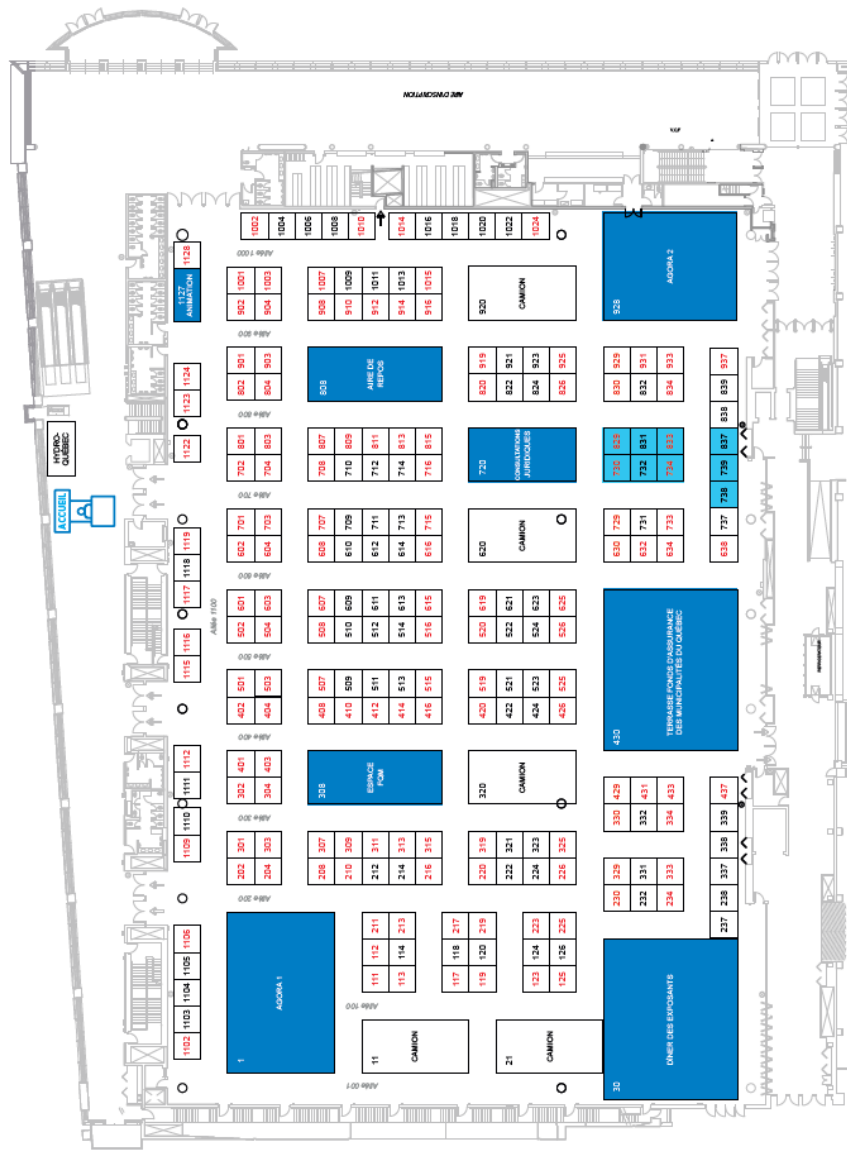 AIRE D'INSCRIPTION
1002 1004 1006 1008 1010 1014 1016 1018 1020 1022 1024
Allée 1000
1128
1127 ANIMATION
902 1001
904 1003
908 1007
910 1009
912 1011
914 1013
916 1015
920 CAMION
928 AGORA 2
Allée 900
1124
1123
1122
HYDRO-
QUÉBEC
ACCUEIL
802 901
804 903
808 AIRE DE
REPOS
820 919
822 921
824 923
826 925
830 929
832 931
834 933
937
839
838
837
739
738
737
638
Allée 800
702 801
704 803
708 807
710 809
712 811
714 813
716 815
720 CONSULTATIONS
JURIDIQUES
730 829
732 831
734 833
Allée 700
602 701
604 703
608 707
610 709
612 711
614 713
616 715
620 CAMION
630 729
632 731
634 733
Allée 600
1119
1118
1117
1116
1115
Allée 1100
502 601
504 603
508 607
510 609
512 611
514 613
516 615
520 619
522 621
524 623
526 625
Allée 500
402 501
404 503
408 507
410 509
412 511
414 513
416 515
420 519
422 521
424 523
426 525
430 TERRASSE FONDS D'ASSURANCE
DES MUNICIPALITÉS DU QUÉBEC
Allée 400
1112
1111
1110
1109
302 401
304 403
308 ESPACE
FQM
320 CAMION
330 429
332 431
334 433
437
339
338
337
238
237
Allée 300
202 301
204 303
208 307
210 309
212 311
214 313
216 315
220 319
222 321
224 323
226 325
230 329
232 331
234 333
Allée 200
1106
1105
1104
1103
1102
1 AGORA 1
111 112 211
113 114 213
117 118 217
119 120 219
123 124 223
125 126 225
Allée 100
11 CAMION
21 CAMION
30 DÎNER DES EXPOSANTS
Allée 001